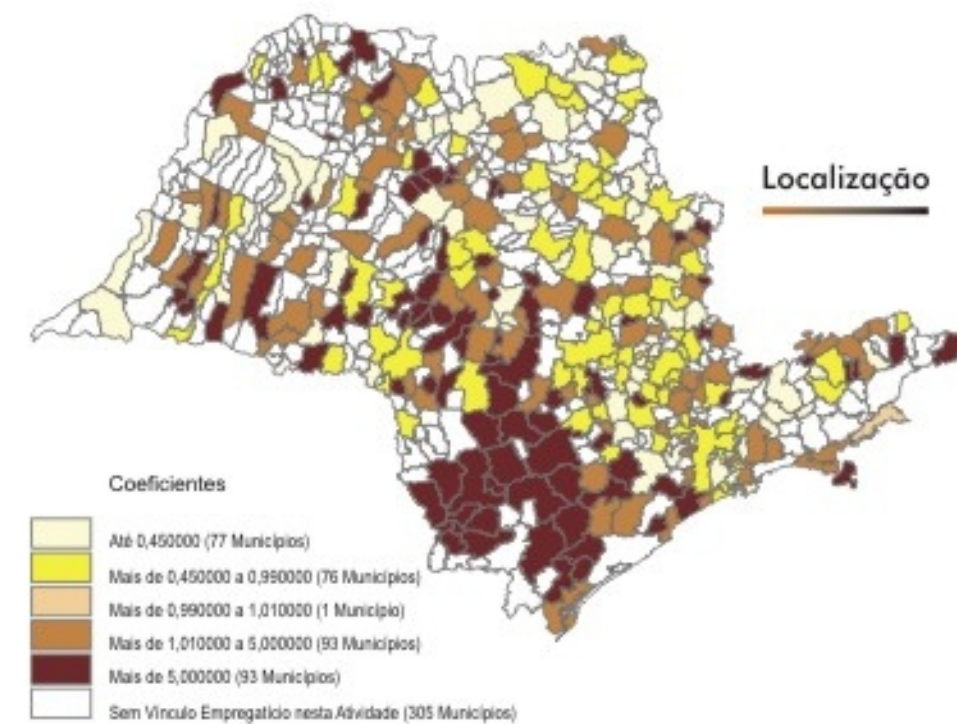 Localização
Coeficientes
Até 0,450000 (77 Municípios)
Mais de 0,450000 a 0,990000 (76 Municípios)
Mais de 0,990000 a 1,010000 (1 Município)
Mais de 1,010000 a 5,000000 (93 Municípios)
Mais de 5,000000 (93 Municípios)
Sem Vínculo Empregatício nesta Atividade (305 Municípios)